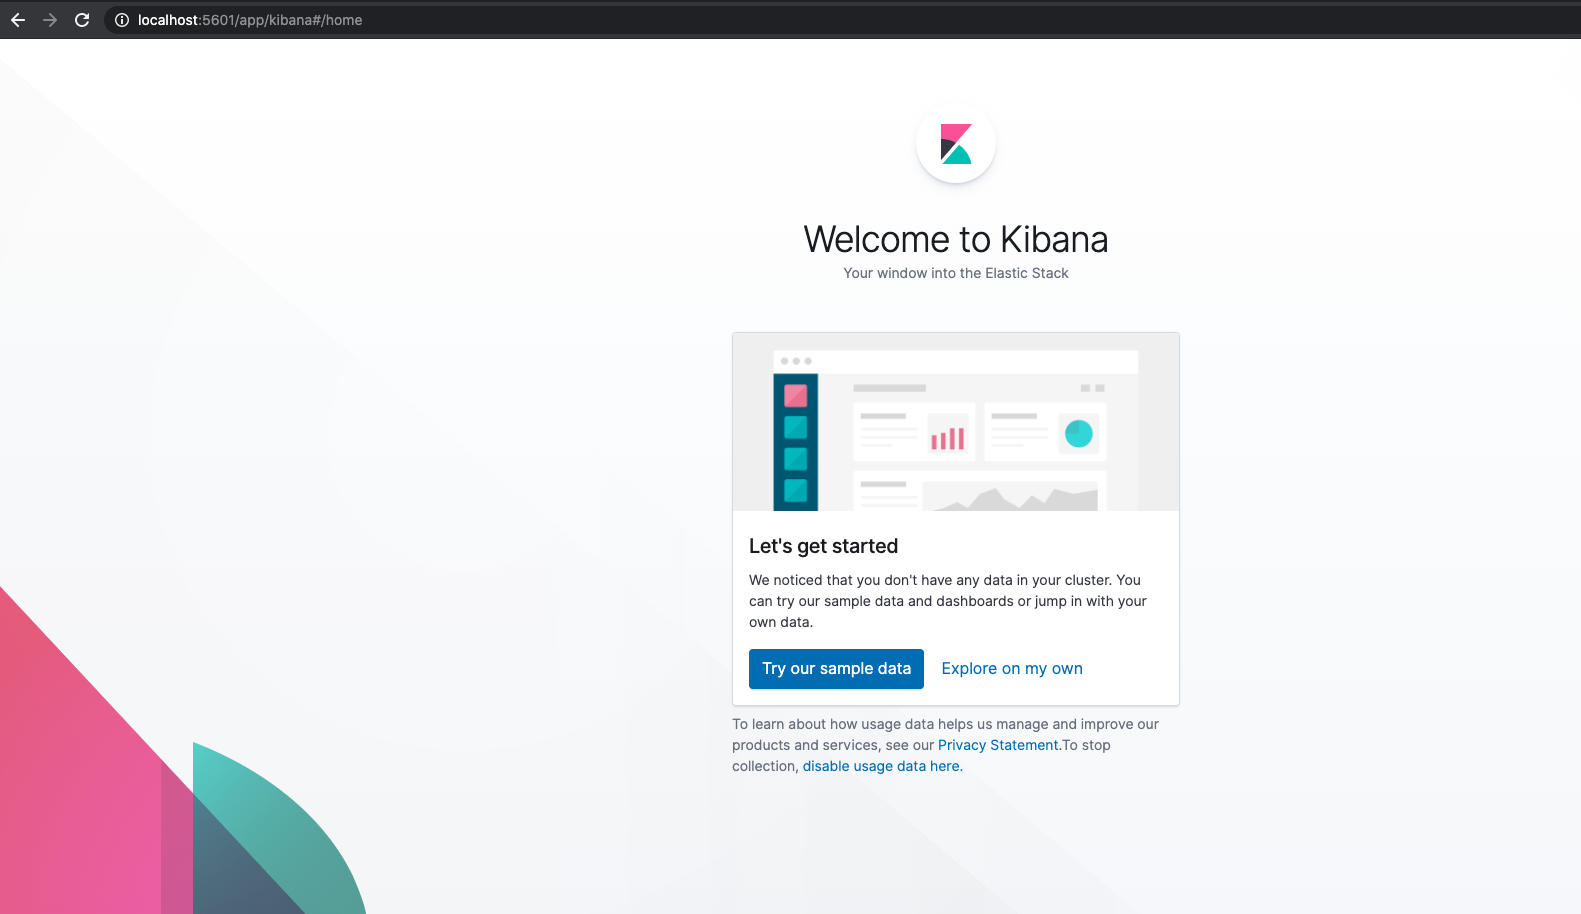 localhost:5601/app/kibana#/home
Welcome to Kibana
Your window into the Elastic Stack
Let's get started
We noticed that you don't have any data in your cluster. You
can try our sample data and dashboards or jump in with your
own data.
Try our sample data
Explore on my own
To learn about how usage data helps us manage and improve our
products and services, see our Privacy Statement.To stop
collection, disable usage data here.